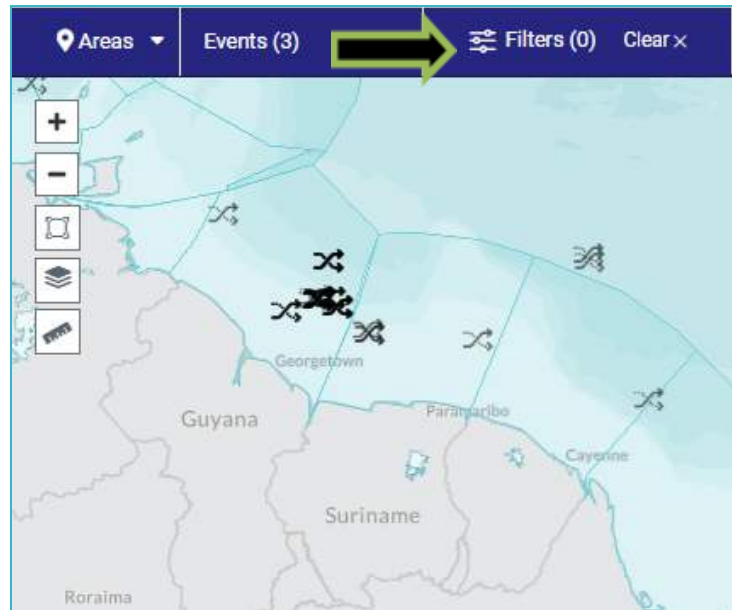 Areas Events (3) Filters (0) Clear ×
Georgetown
Guyana
Paramaribo
Cayenne
Suriname
Roraima